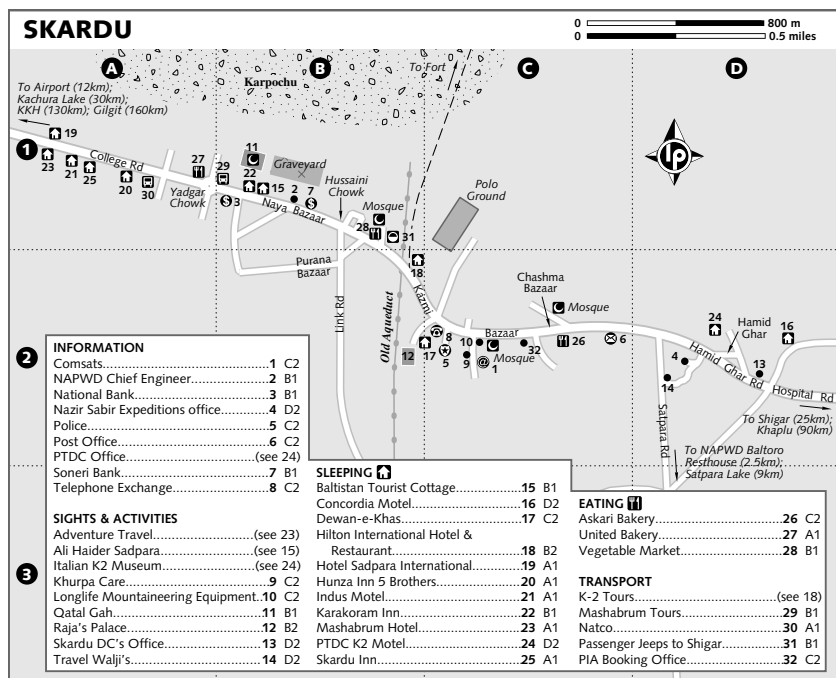 SKARDU
0 800 m
0 0.5 miles
A
B
C
D
To Fort
Karpochu
To Airport (12km);
Kachura Lake (30km);
KKH (130km); Gilgit (160km)
19
1
23
21
25
College Rd
20
30
27
Yadgar
Chowk
29
3
11
Graveyard
22
15
2
7
Naya Bazaar
Hussaini
Chowk
Mosque
28
31
Polo
Ground
lp
18
Purana
Bazaar
Link Rd
Old Aqueduct
Kazmi
Bazaar
Chashma
Bazaar
Mosque
12
17
8
5
10
9
Mosque
1
32
26
6
24
Hamid
Ghar
16
4
14
13
Hamid Ghar Rd
Hospital Rd
Satpara Rd
To Shigar (25km);
Khaplu (90km)
To NAPWD Baltoro
Resthouse (2.5km);
Satpara Lake (9km)
2
INFORMATION
Comsats..............................1 C2
NAPWD Chief Engineer..............................2 B1
National Bank..............................3 B1
Nazir Sabir Expeditions office..............................4 D2
Police..............................5 C2
Post Office..............................6 C2
PTDC Office..............................(see 24)
Soneri Bank..............................7 B1
Telephone Exchange..............................8 C2
3
SIGHTS & ACTIVITIES
Adventure Travel..............................(see 23)
Ali Haider Sadpara..............................(see 15)
Italian K2 Museum..............................(see 24)
Khurpa Care..............................9 C2
Longlife Mountaineering Equipment..10 C2
Qatal Gah..............................11 B1
Raja's Palace..............................12 B2
Skardu DC's Office..............................13 D2
Travel Walji's..............................14 D2
SLEEPING
Baltistan Tourist Cottage..............................15 B1
Concordia Motel..............................16 D2
Dewan-e-Khas..............................17 C2
Hilton International Hotel &
Restaurant..............................18 B2
Hotel Sadpara International..............................19 A1
Hunza Inn 5 Brothers..............................20 A1
Indus Motel..............................21 A1
Karakoram Inn..............................22 B1
Mashabrum Hotel..............................23 A1
PTDC K2 Motel..............................24 D2
Skardu Inn..............................25 A1
EATING
Askari Bakery..............................26 C2
United Bakery..............................27 A1
Vegetable Market..............................28 B1
TRANSPORT
K-2 Tours..............................(see 18)
Mashabrum Tours..............................29 B1
Natco..............................30 A1
Passenger Jeeps to Shigar..............................31 B1
PIA Booking Office..............................32 C2